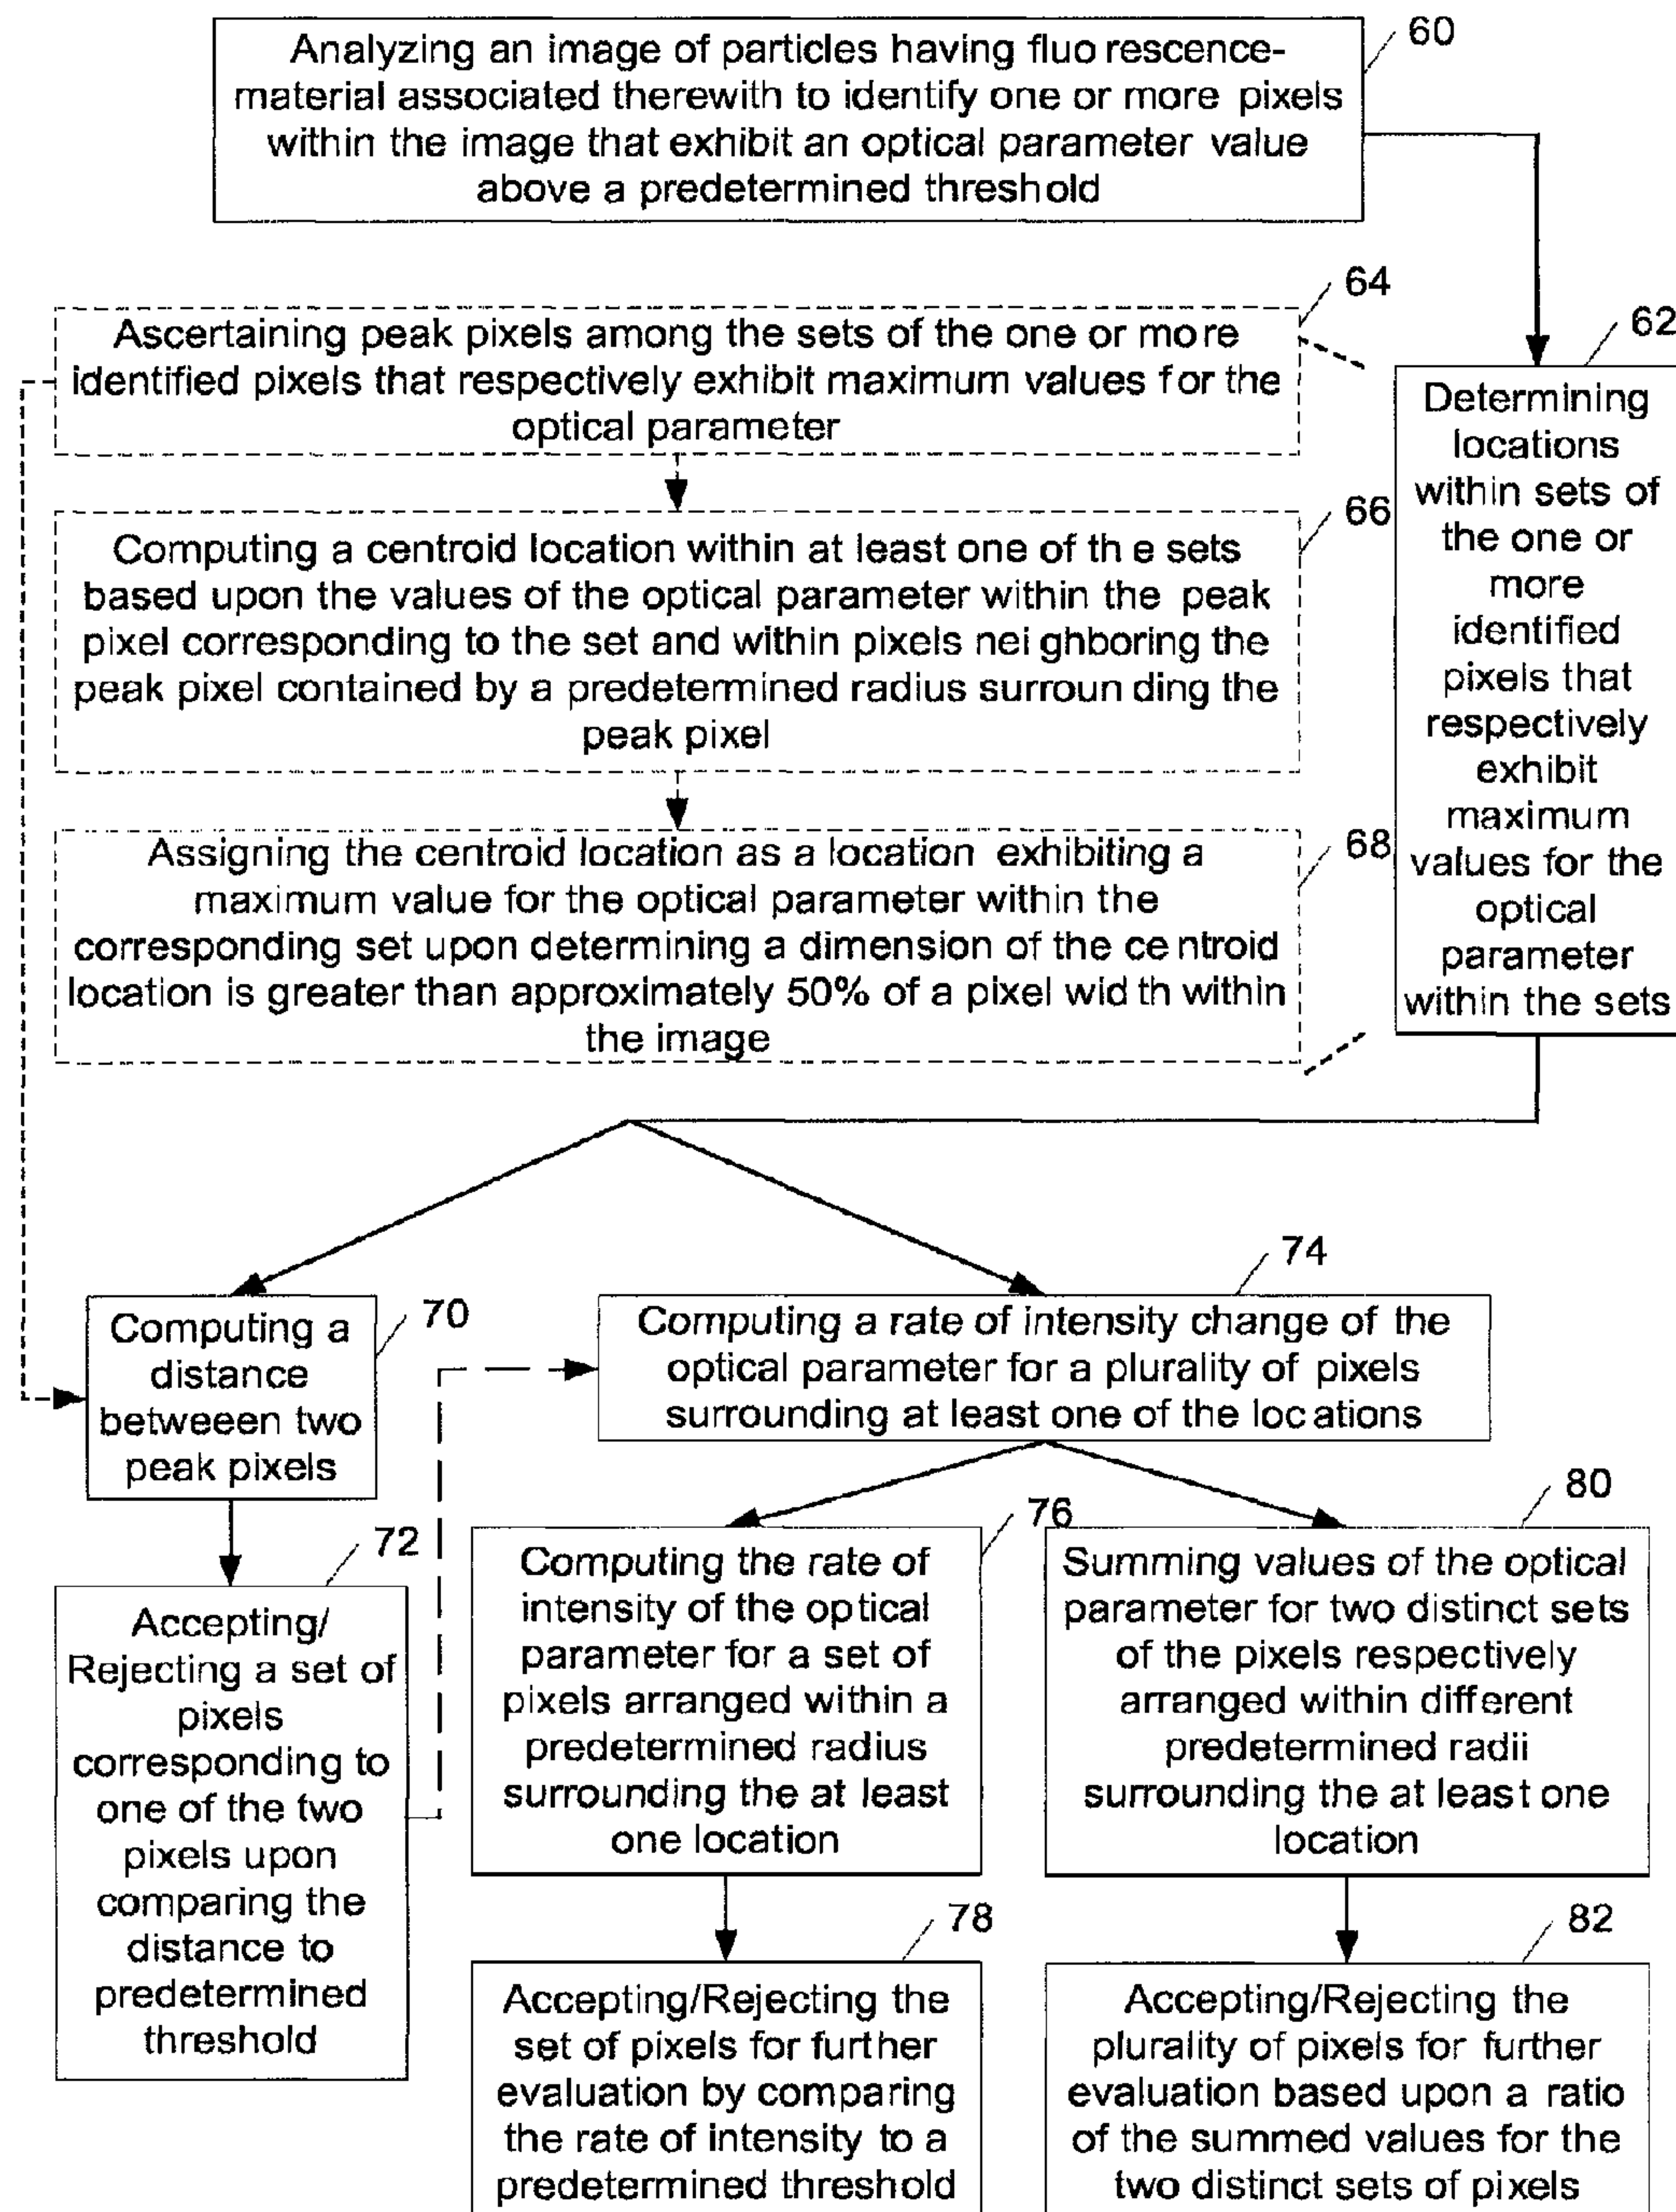 60
Analyzing an image of particles having fluo rescence-
material associated therewith to identify one or more pixels
within the image that exhibit an optical parameter value
above a predetermined threshold
64
Ascertaining peak pixels among the sets of the one or more
identified pixels that respectively exhibit maximum values for the
optical parameter
66
Computing a centroid location within at least one of th e sets
based upon the values of the optical parameter within the peak
pixel corresponding to the set and within pixels nei ghboring the
peak pixel contained by a predetermined radius surroun ding the
peak pixel
68
Assigning the centroid location as a location exhibiting a
maximum value for the optical parameter within the
corresponding set upon determining a dimension of the ce ntroid
location is greater than approximately 50% of a pixel wid th within
the image
62
Determining
locations
within sets of
the one or
more
identified
pixels that
respectively
exhibit
maximum
values for the
optical
parameter
within the sets
70
Computing a
distance
betweeen two
peak pixels
72
Accepting/
Rejecting a set of
pixels
corresponding to
one of the two
pixels upon
comparing the
distance to
predetermined
threshold
74
Computing a rate of intensity change of the
optical parameter for a plurality of pixels
surrounding at least one of the loc ations
76
Computing the rate of
intensity of the optical
parameter for a set of
pixels arranged within a
predetermined radius
surrounding the at least
one location
78
Accepting/Rejecting the
set of pixels for further
evaluation by comparing
the rate of intensity to a
predetermined threshold
80
Summing values of the optical
parameter for two distinct sets
of the pixels respectively
arranged within different
predetermined radii
surrounding the at least one
location
82
Accepting/Rejecting the
plurality of pixels for further
evaluation based upon a ratio
of the summed values for the
two distinct sets of pixels